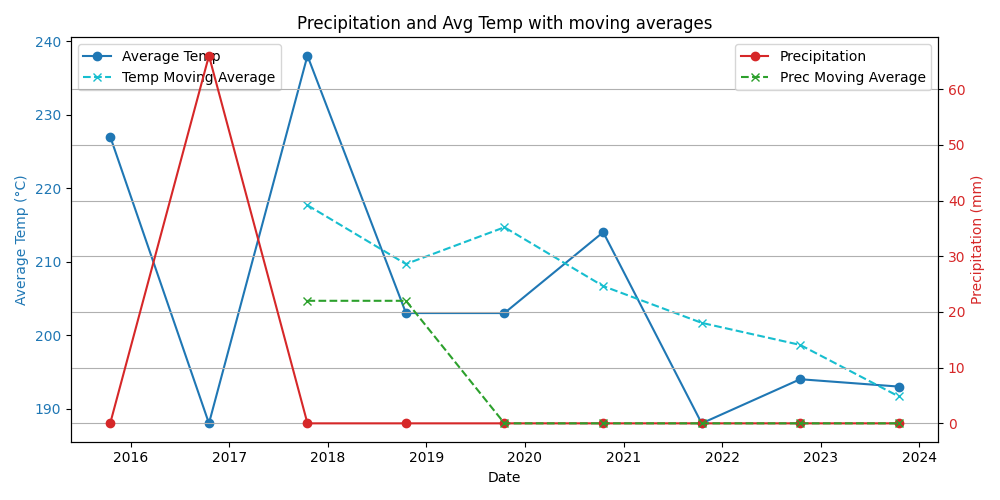 Precipitation and Avg Temp with moving averages
Average Temp
Temp Moving Average
Precipitation
Prec Moving Average
Average Temp (°C)
240
230
220
210
200
190
Precipitation (mm)
60
50
40
30
20
10
0
2016 2017 2018 2019 2020 2021 2022 2023 2024
Date